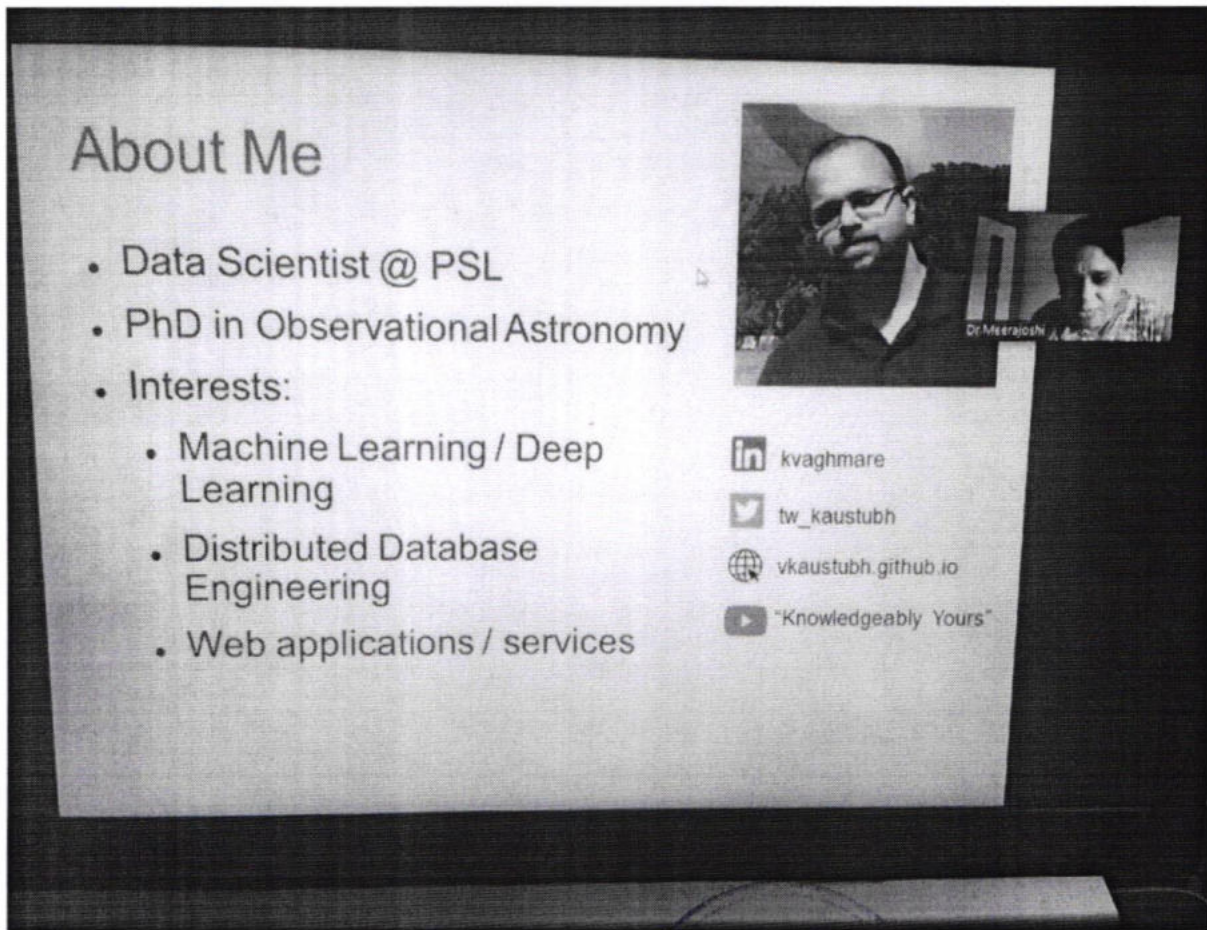 About Me
• Data Scientist @ PSL
• PhD in Observational Astronomy
• Interests:
• Machine Learning / Deep
Learning
• Distributed Database
Engineering
• Web applications / services
Dr.Meerajoshi
in kvaghmare
tw_kaustubh
vkaustubh.github.io
"Knowledgeably Yours"